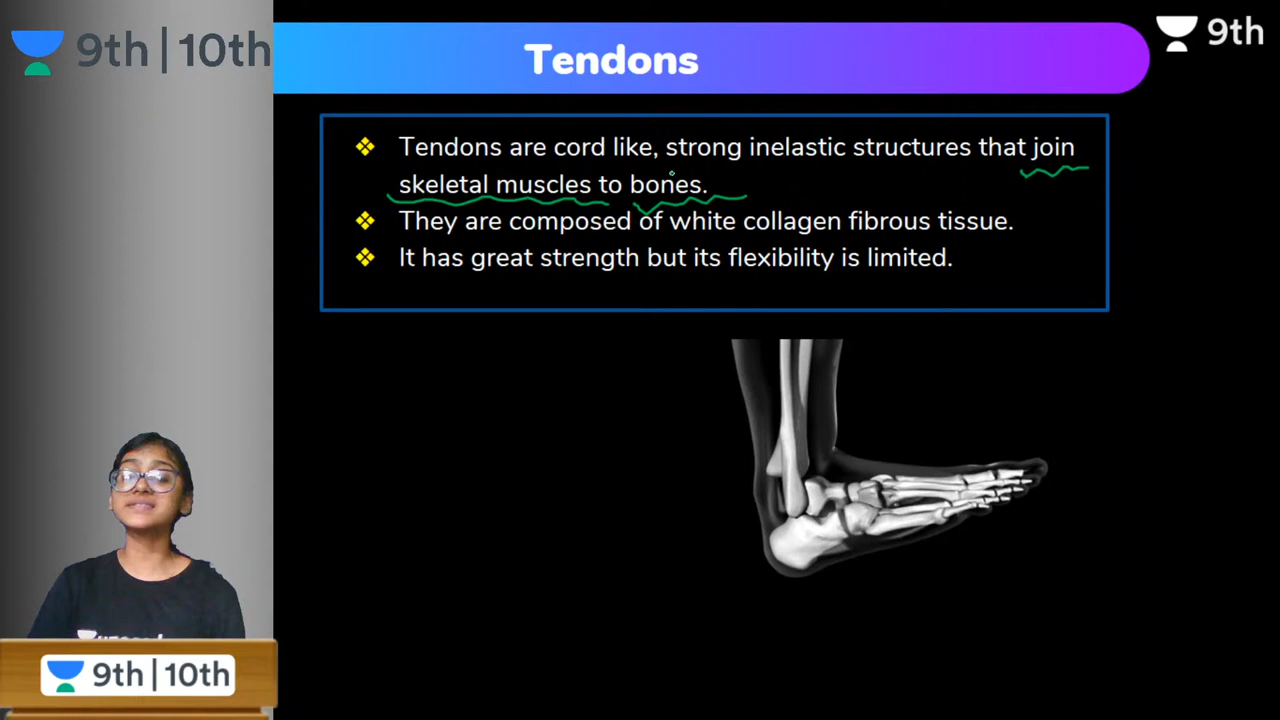 9th | 10th
Tendons
9th
❖ Tendons are cord like, strong inelastic structures that join
skeletal muscles to bones.
❖ They are composed of white collagen fibrous tissue.
❖ It has great strength but its flexibility is limited.
9th | 10th